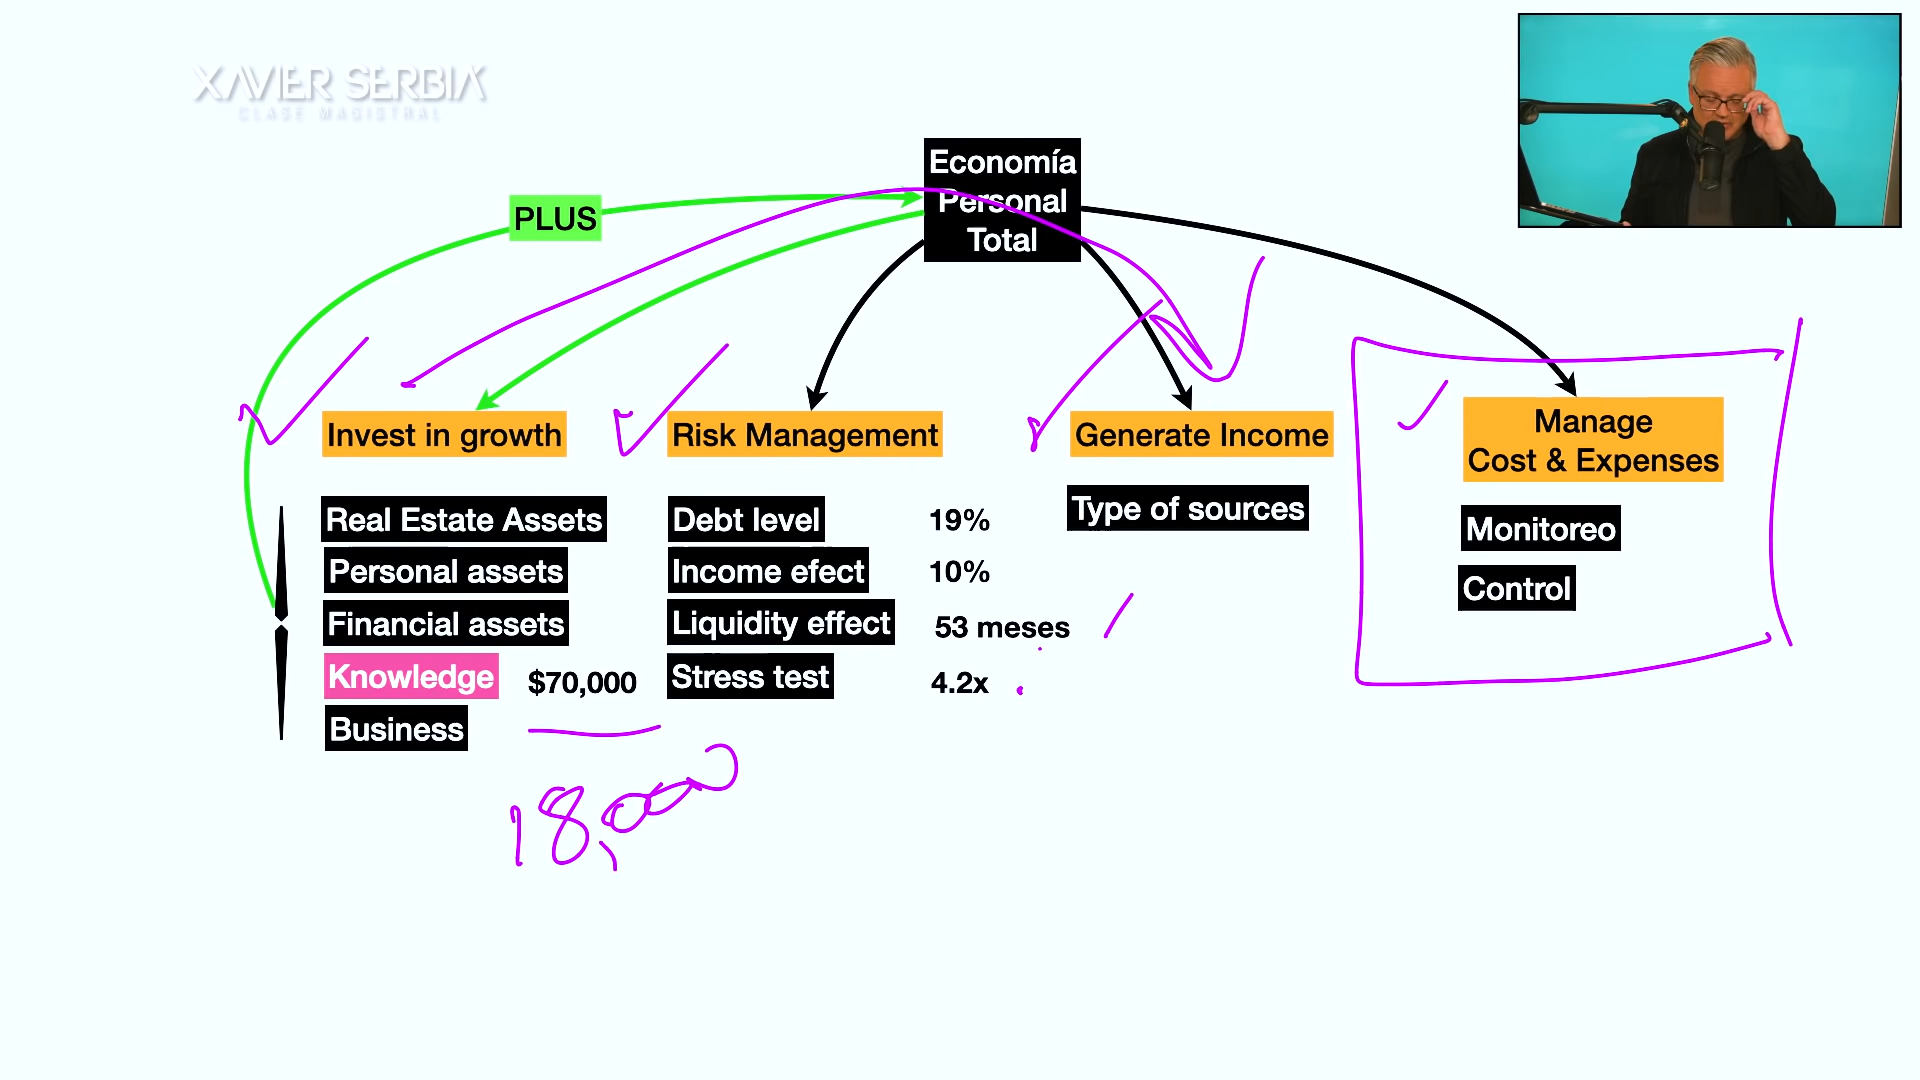 XAVIER SERBIA
CLASE MAGISTRAL
Economía
Personal
Total
PLUS
Invest in growth
Real Estate Assets
Personal assets
Financial assets
Knowledge $70,000
Business
18,000
Risk Management
Debt level 19%
Income efect 10%
Liquidity effect 53 meses
Stress test 4.2x
Generate Income
Type of sources
Manage
Cost & Expenses
Monitoreo
Control